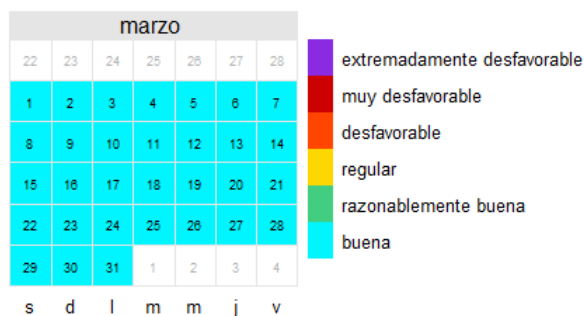 marzo
22 23 24 25 26 27 28
1 2 3 4 5 6 7
8 9 10 11 12 13 14
15 16 17 18 19 20 21
22 23 24 25 26 27 28
29 30 31 1 2 3 4
s d l m m j v
extremadamente desfavorable
muy desfavorable
desfavorable
regular
razonablemente buena
buena